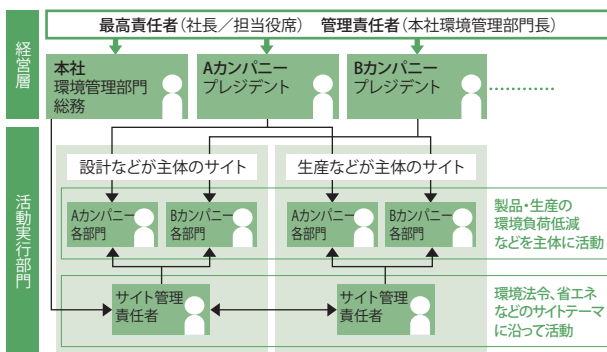 最高責任者(社長／担当役席) 管理責任者(本社環境管理部門長)
経営層
本社
環境管理部門
総務
Aカンパニー
プレジデント
Bカンパニー
プレジデント
…………
活動実行部門
設計などが主体のサイト
生産などが主体のサイト
Aカンパニー
各部門
Bカンパニー
各部門
Aカンパニー
各部門
Bカンパニー
各部門
製品・生産の
環境負荷低減
などを主体に活動
サイト管理
責任者
サイト管理
責任者
環境法令、省エネ
などのサイトテーマ
に沿って活動